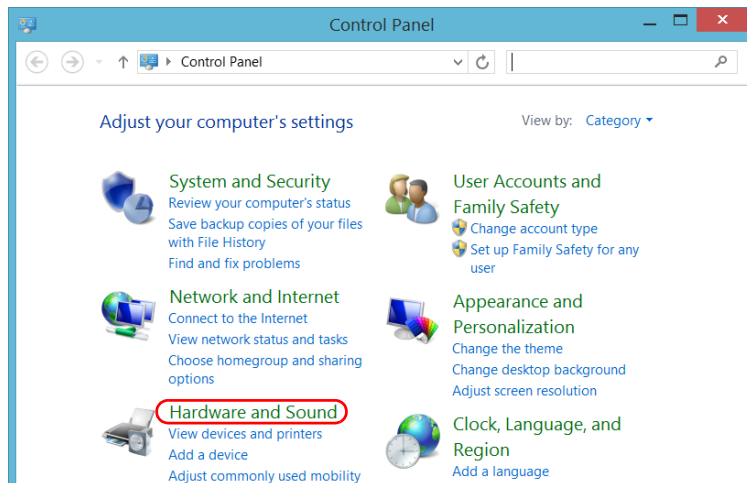 Control Panel
Control Panel
Adjust your computer's settings
View by: Category
System and Security
Review your computer's status
Save backup copies of your files
with File History
Find and fix problems
Network and Internet
Connect to the Internet
View network status and tasks
Choose homegroup and sharing
options
Hardware and Sound
View devices and printers
Add a device
Adjust commonly used mobility
User Accounts and
Family Safety
Change account type
Set up Family Safety for any
user
Appearance and
Personalization
Change the theme
Change desktop background
Adjust screen resolution
Clock, Language, and
Region
Add a language